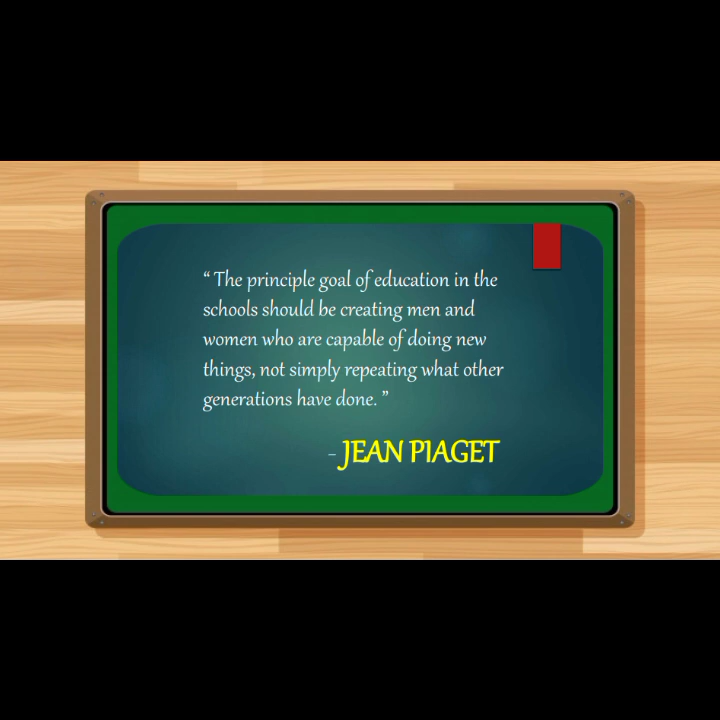 “ The principle goal of education in the
schools should be creating men and
women who are capable of doing new
things, not simply repeating what other
generations have done. ”
- JEAN PIAGET